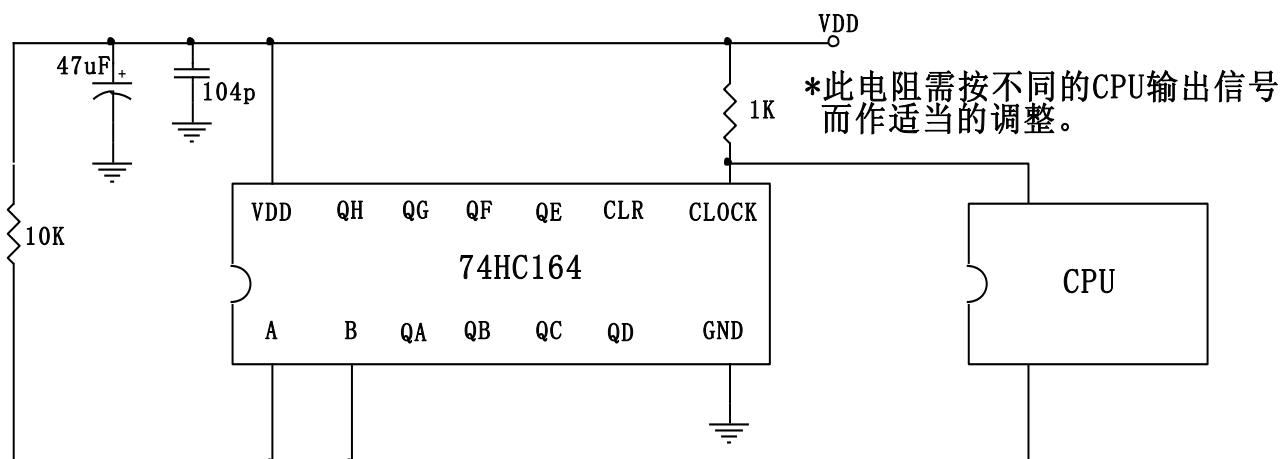 VDD
47uF
+
104p
1K
*此电阻需按不同的CPU输出信号
而作适当的调整。
10K
VDD QH QG QF QE CLR CLOCK
74HC164
A B QA QB QC QD GND
CPU